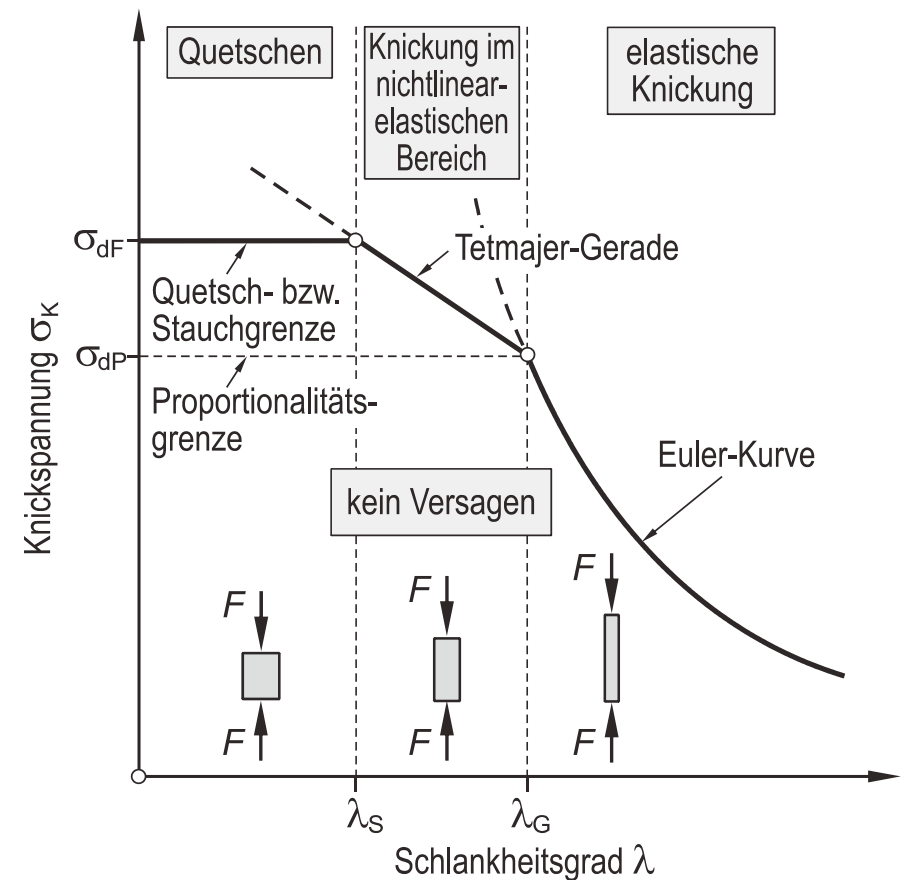 Quetschen
Knickung im
nichtlinear-
elastischen
Bereich
elastische
Knickung
σdF
Tetmajer-Gerade
Quetsch- bzw.
Stauchgrenze
σdP
Proportionalitäts-
grenze
Knickspannung σK
Euler-Kurve
kein Versagen
F
F
F
F
F
F
λS
λG
Schlankheitsgrad λ